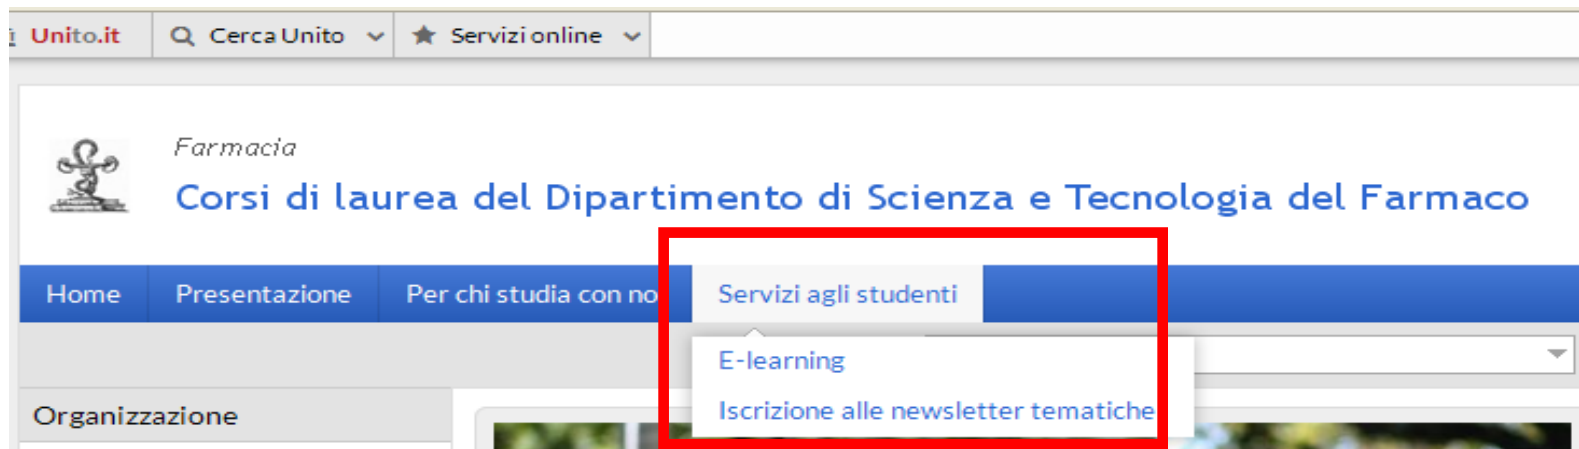 Unito.it Cerca Unito Servizi online
Farmacia
Corsi di laurea del Dipartimento di Scienza e Tecnologia del Farmaco
Home Presentazione Per chi studia con no Servizi agli studenti
E-learning
Iscrizione alle newsletter tematiche
Organizzazione